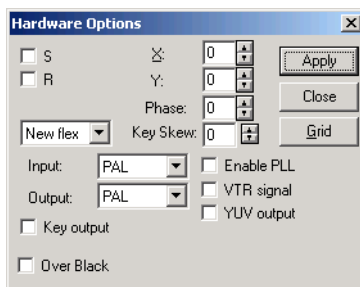 Hardware Options
S X: 0 Apply
R Y: 0
Phase: 0 Close
New flex Key Skew: 0 Grid
Input: PAL Enable PLL
Output: PAL VTR signal
YUV output
Key output
Over Black